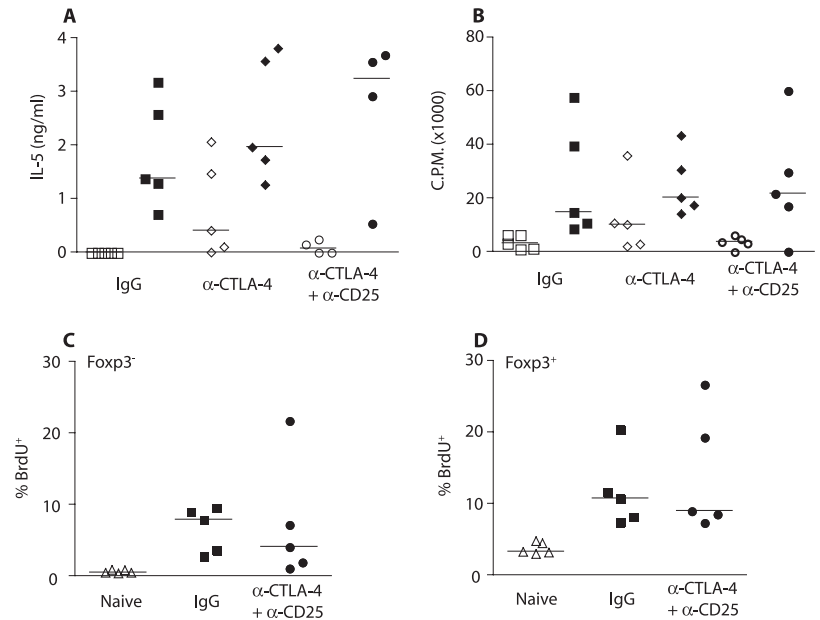 A
IL-5 (ng/ml)
4
3
2
1
0
IgG
α-CTLA-4
α-CTLA-4
+ α-CD25
B
C.P.M. (x1000)
80
60
40
20
0
IgG
α-CTLA-4
α-CTLA-4
+ α-CD25
C
Foxp3⁻
% BrdU⁺
30
20
10
0
Naive
IgG
α-CTLA-4
+ α-CD25
D
Foxp3⁺
% BrdU⁺
30
20
10
0
Naive
IgG
α-CTLA-4
+ α-CD25